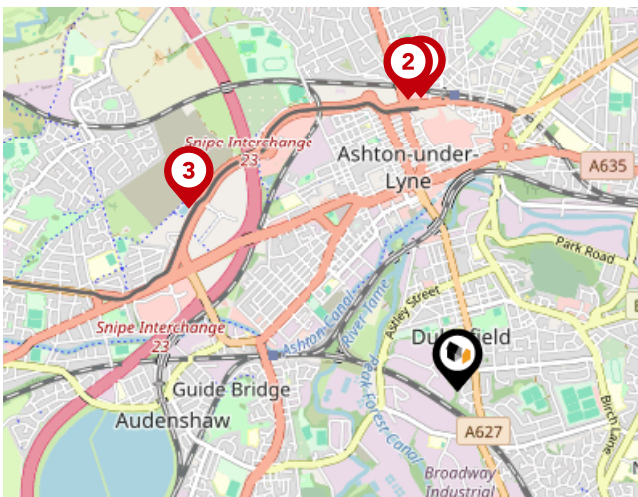 2
Snipe Interchange
23
3
Ashton-under-
Lyne
A635
Park Road
Astley Street
Ashton Canal
River Tame
Snipe Interchange
23
Guide Bridge
Audenshaw
Peak Forest Canal
A627
Birch Lane
Broadway
Industrial